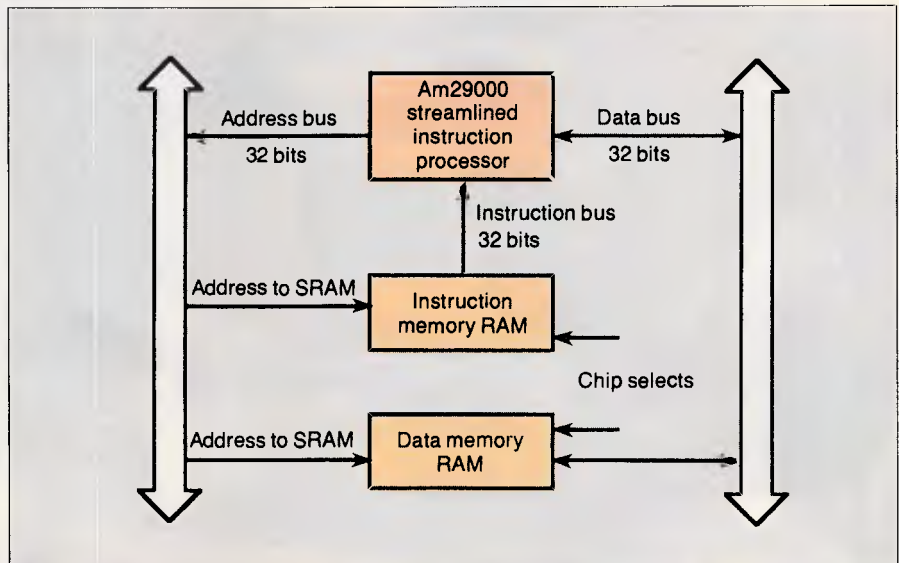 Am29000
streamlined
instruction
processor
Address bus
32 bits
Data bus
32 bits
Instruction bus
32 bits
Address to SRAM
Instruction
memory RAM
Chip selects
Address to SRAM
Data memory
RAM